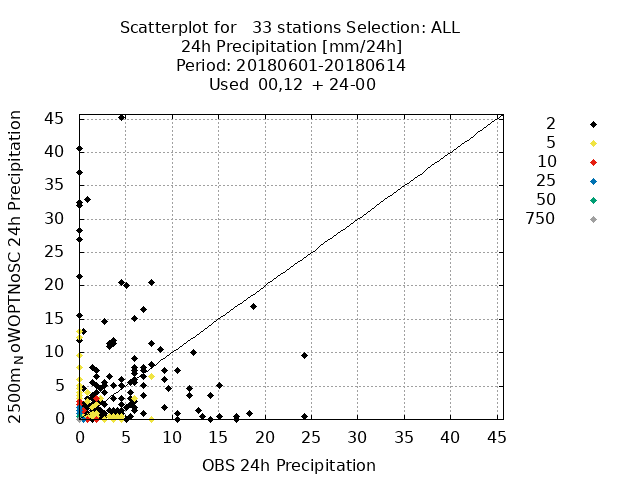 Scatterplot for   33 stations Selection: ALL
24h Precipitation [mm/24h]
Period: 20180601-20180614
Used  00,12  + 24-00
2500m_NoWOPTNoSC 24h Precipitation
45
40
35
30
25
20
15
10
5
0
0 5 10 15 20 25 30 35 40 45
OBS 24h Precipitation
2
5
10
25
50
750